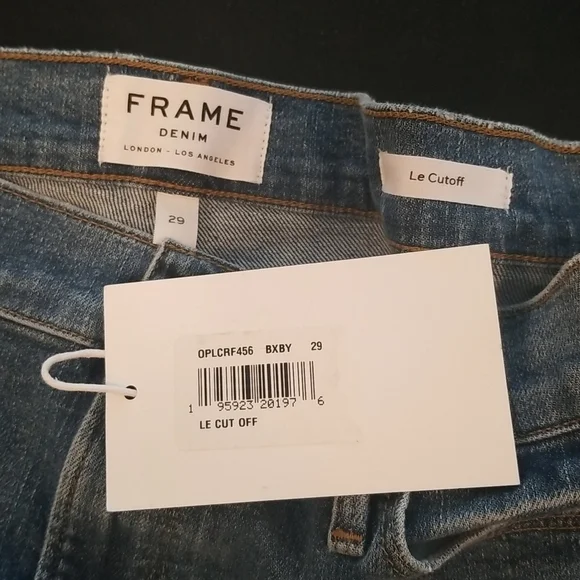 FRAME
DENIM
LONDON - LOS ANGELES
Le Cutoff
29
OPLCRF456 BXBY 29
1 95923 20197 6
LE CUT OFF